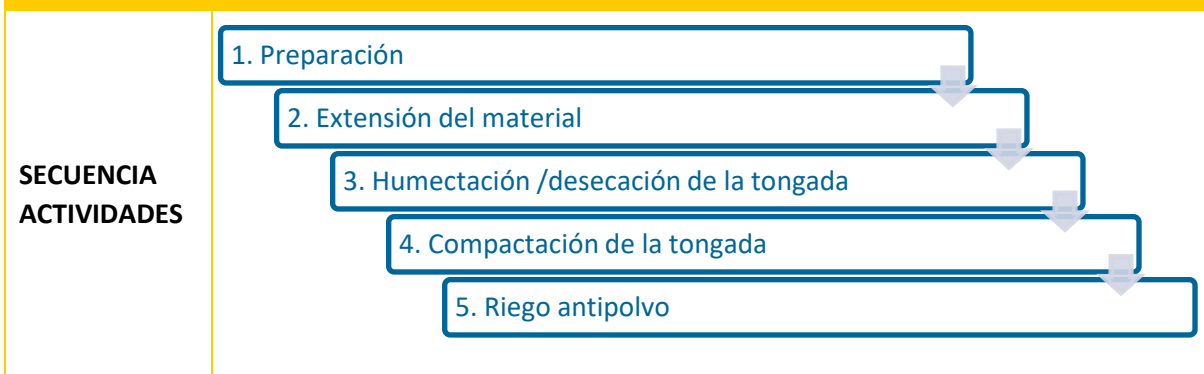 SECUENCIA
ACTIVIDADES
1. Preparación
2. Extensión del material
3. Humectación /desecación de la tongada
4. Compactación de la tongada
5. Riego antipolvo